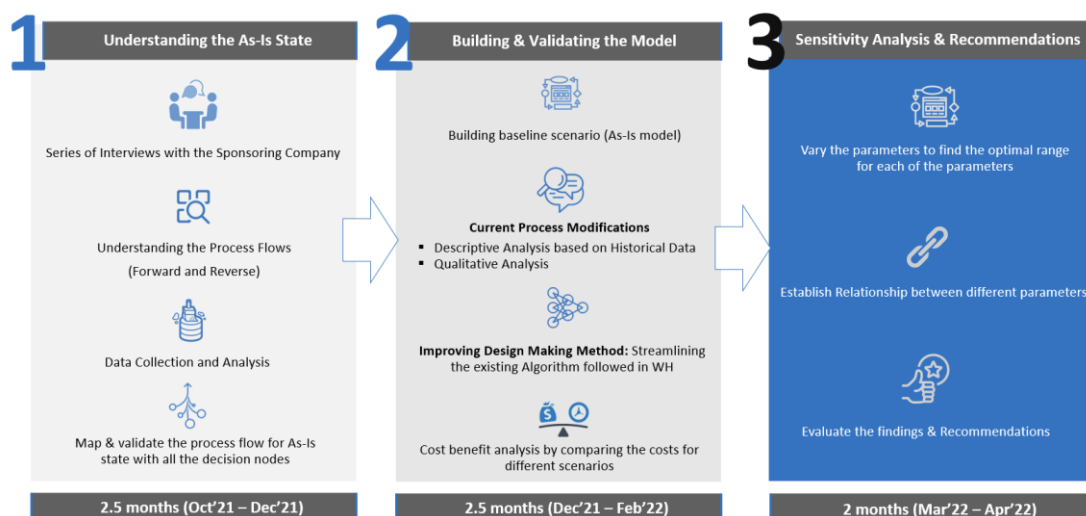 1
Understanding the As-Is State
Series of Interviews with the Sponsoring Company
Understanding the Process Flows
(Forward and Reverse)
Data Collection and Analysis
Map & validate the process flow for As-Is
state with all the decision nodes
2.5 months (Oct'21 – Dec'21)
2
Building & Validating the Model
Building baseline scenario (As-Is model)
Current Process Modifications
▪ Descriptive Analysis based on Historical Data
▪ Qualitative Analysis
Improving Design Making Method: Streamlining
the existing Algorithm followed in WH
$
Cost benefit analysis by comparing the costs for
different scenarios
2.5 months (Dec'21 – Feb'22)
3
Sensitivity Analysis & Recommendations
Vary the parameters to find the optimal range
for each of the parameters
Establish Relationship between different parameters
Evaluate the findings & Recommendations
2 months (Mar'22 – Apr'22)